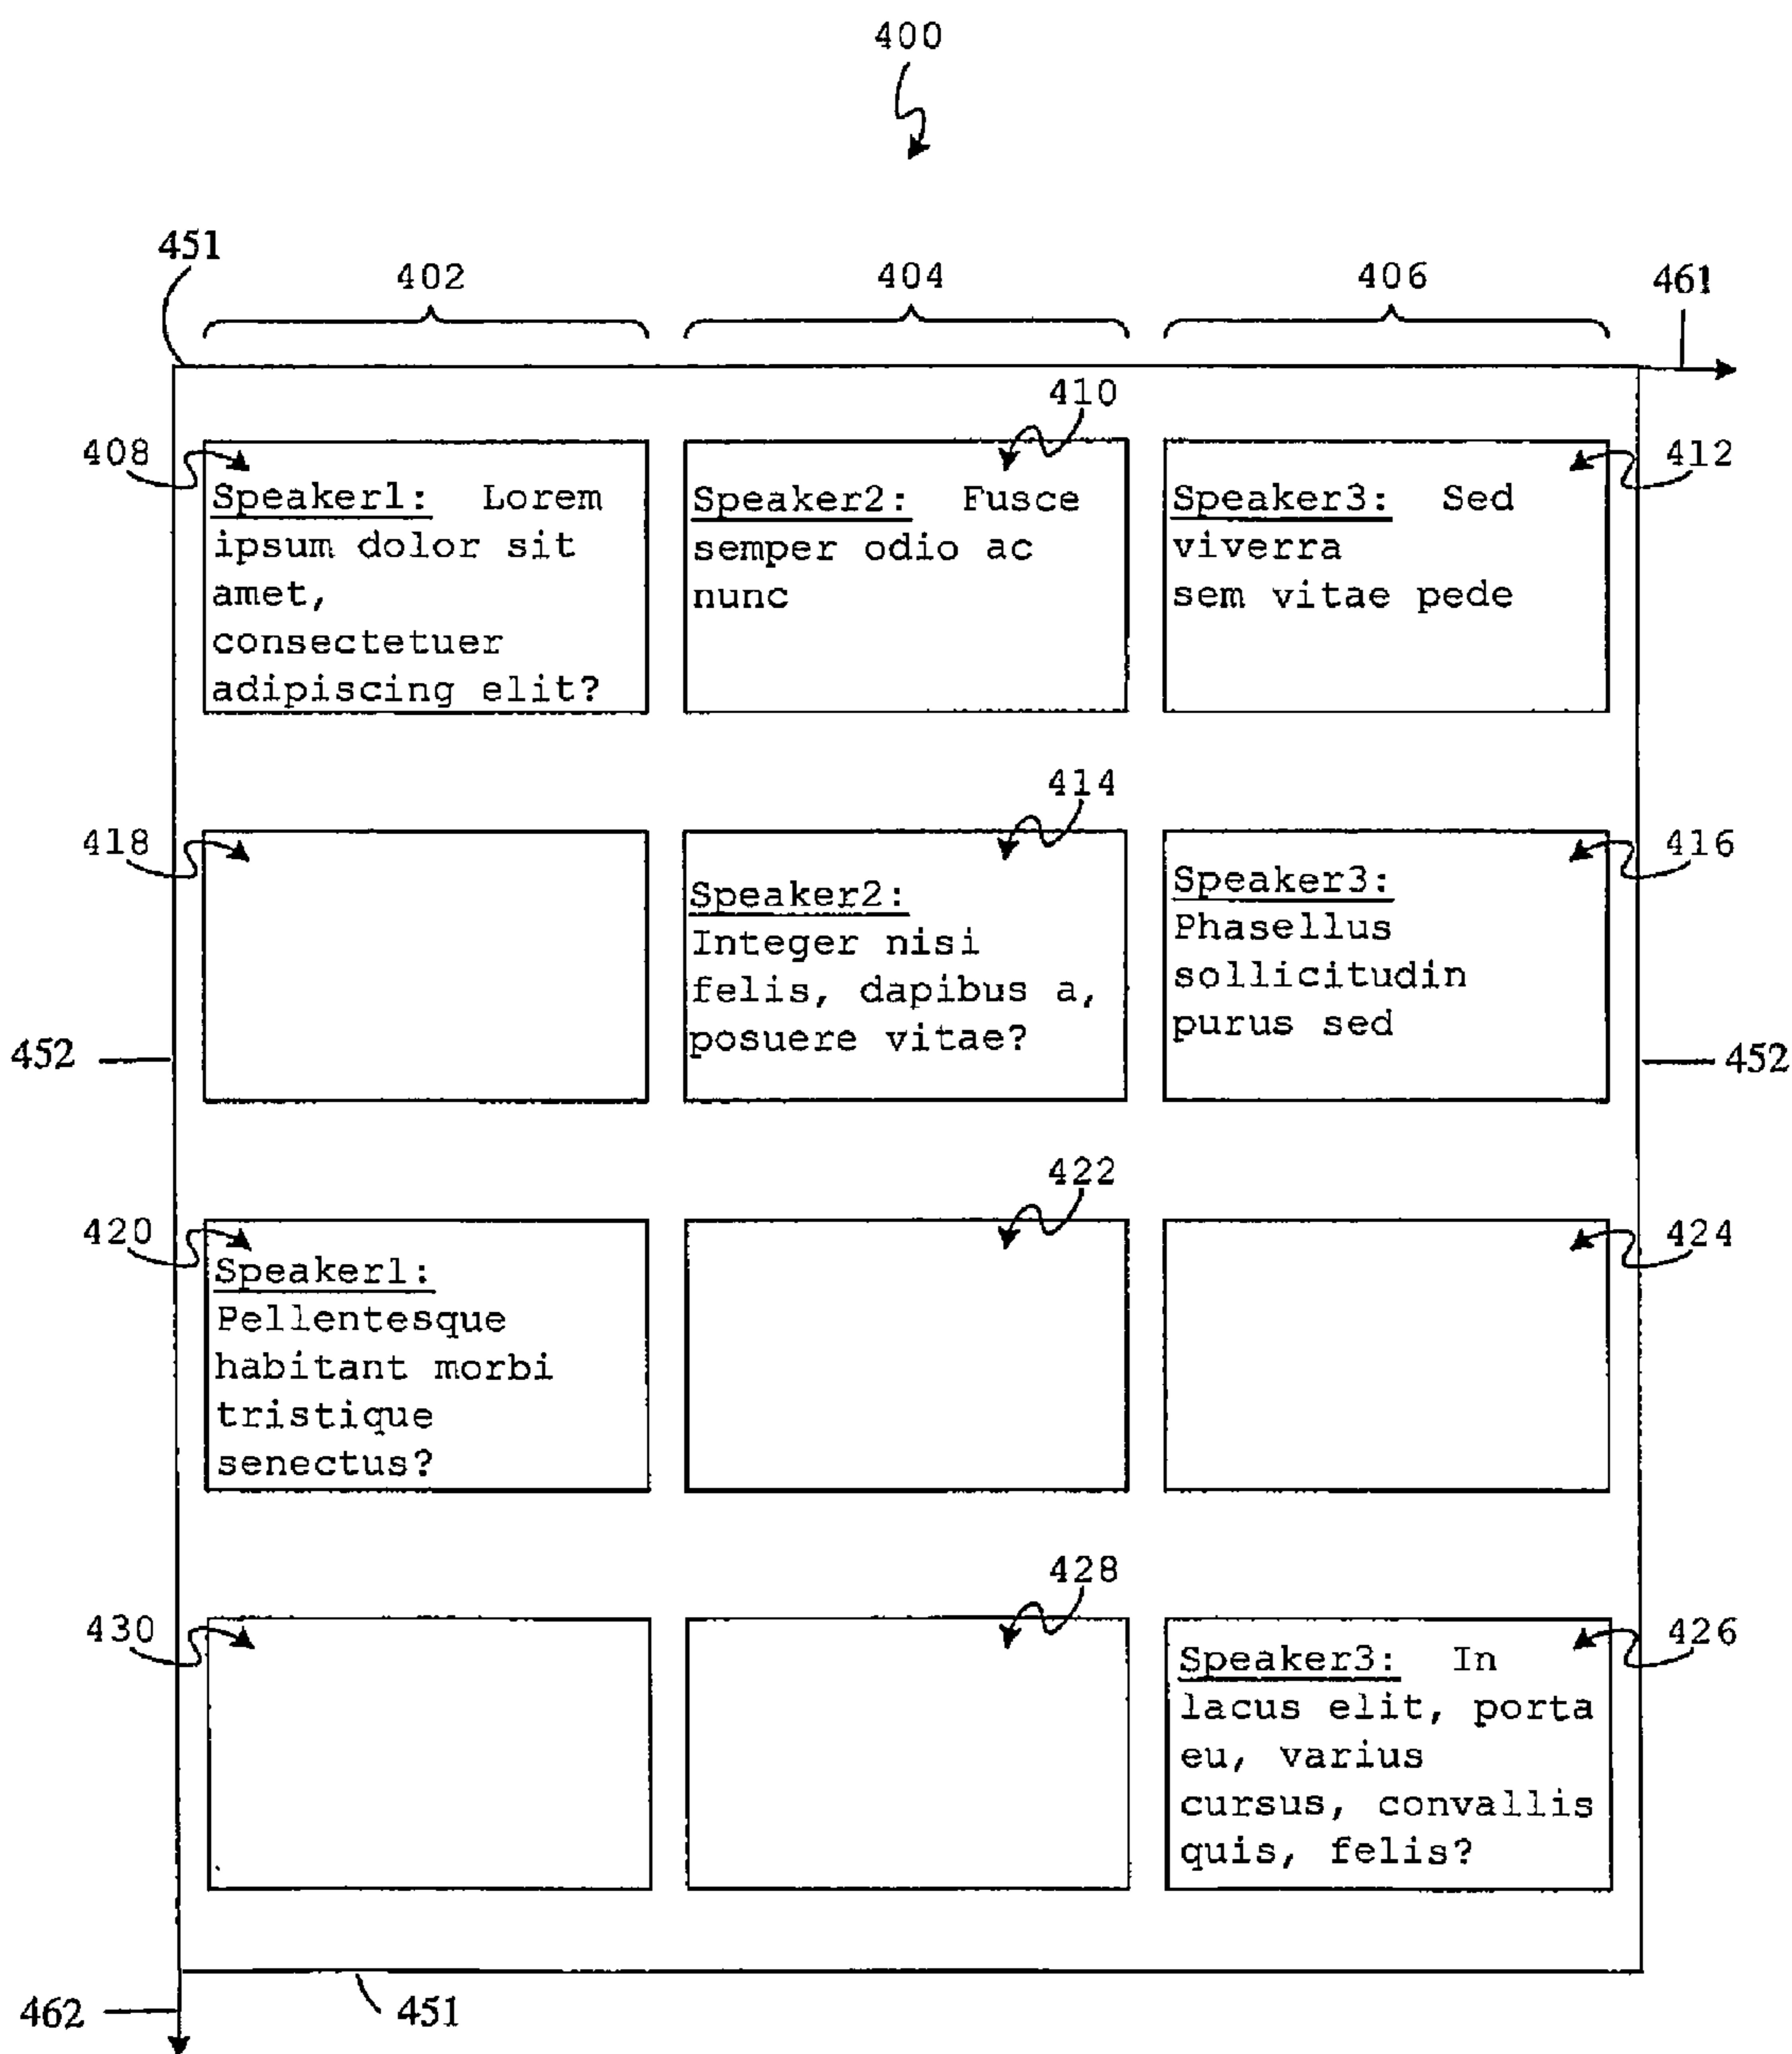 400
451
402 404 406 461
410
408 412
Speaker1: Lorem
ipsum dolor sit
amet,
consectetuer
adipiscing elit?
Speaker2: Fusce
semper odio ac
nunc
Speaker3: Sed
viverra
sem vitae pede
414
418 416
Speaker2:
Integer nisi
felis, dapibus a,
posuere vitae?
Speaker3:
Phasellus
sollicitudin
purus sed
452 452
422
420 424
Speaker1:
Pellentesque
habitant morbi
tristique
senectus?
428
430 426
Speaker3: In
lacus elit, porta
eu, varius
cursus, convallis
quis, felis?
462 451